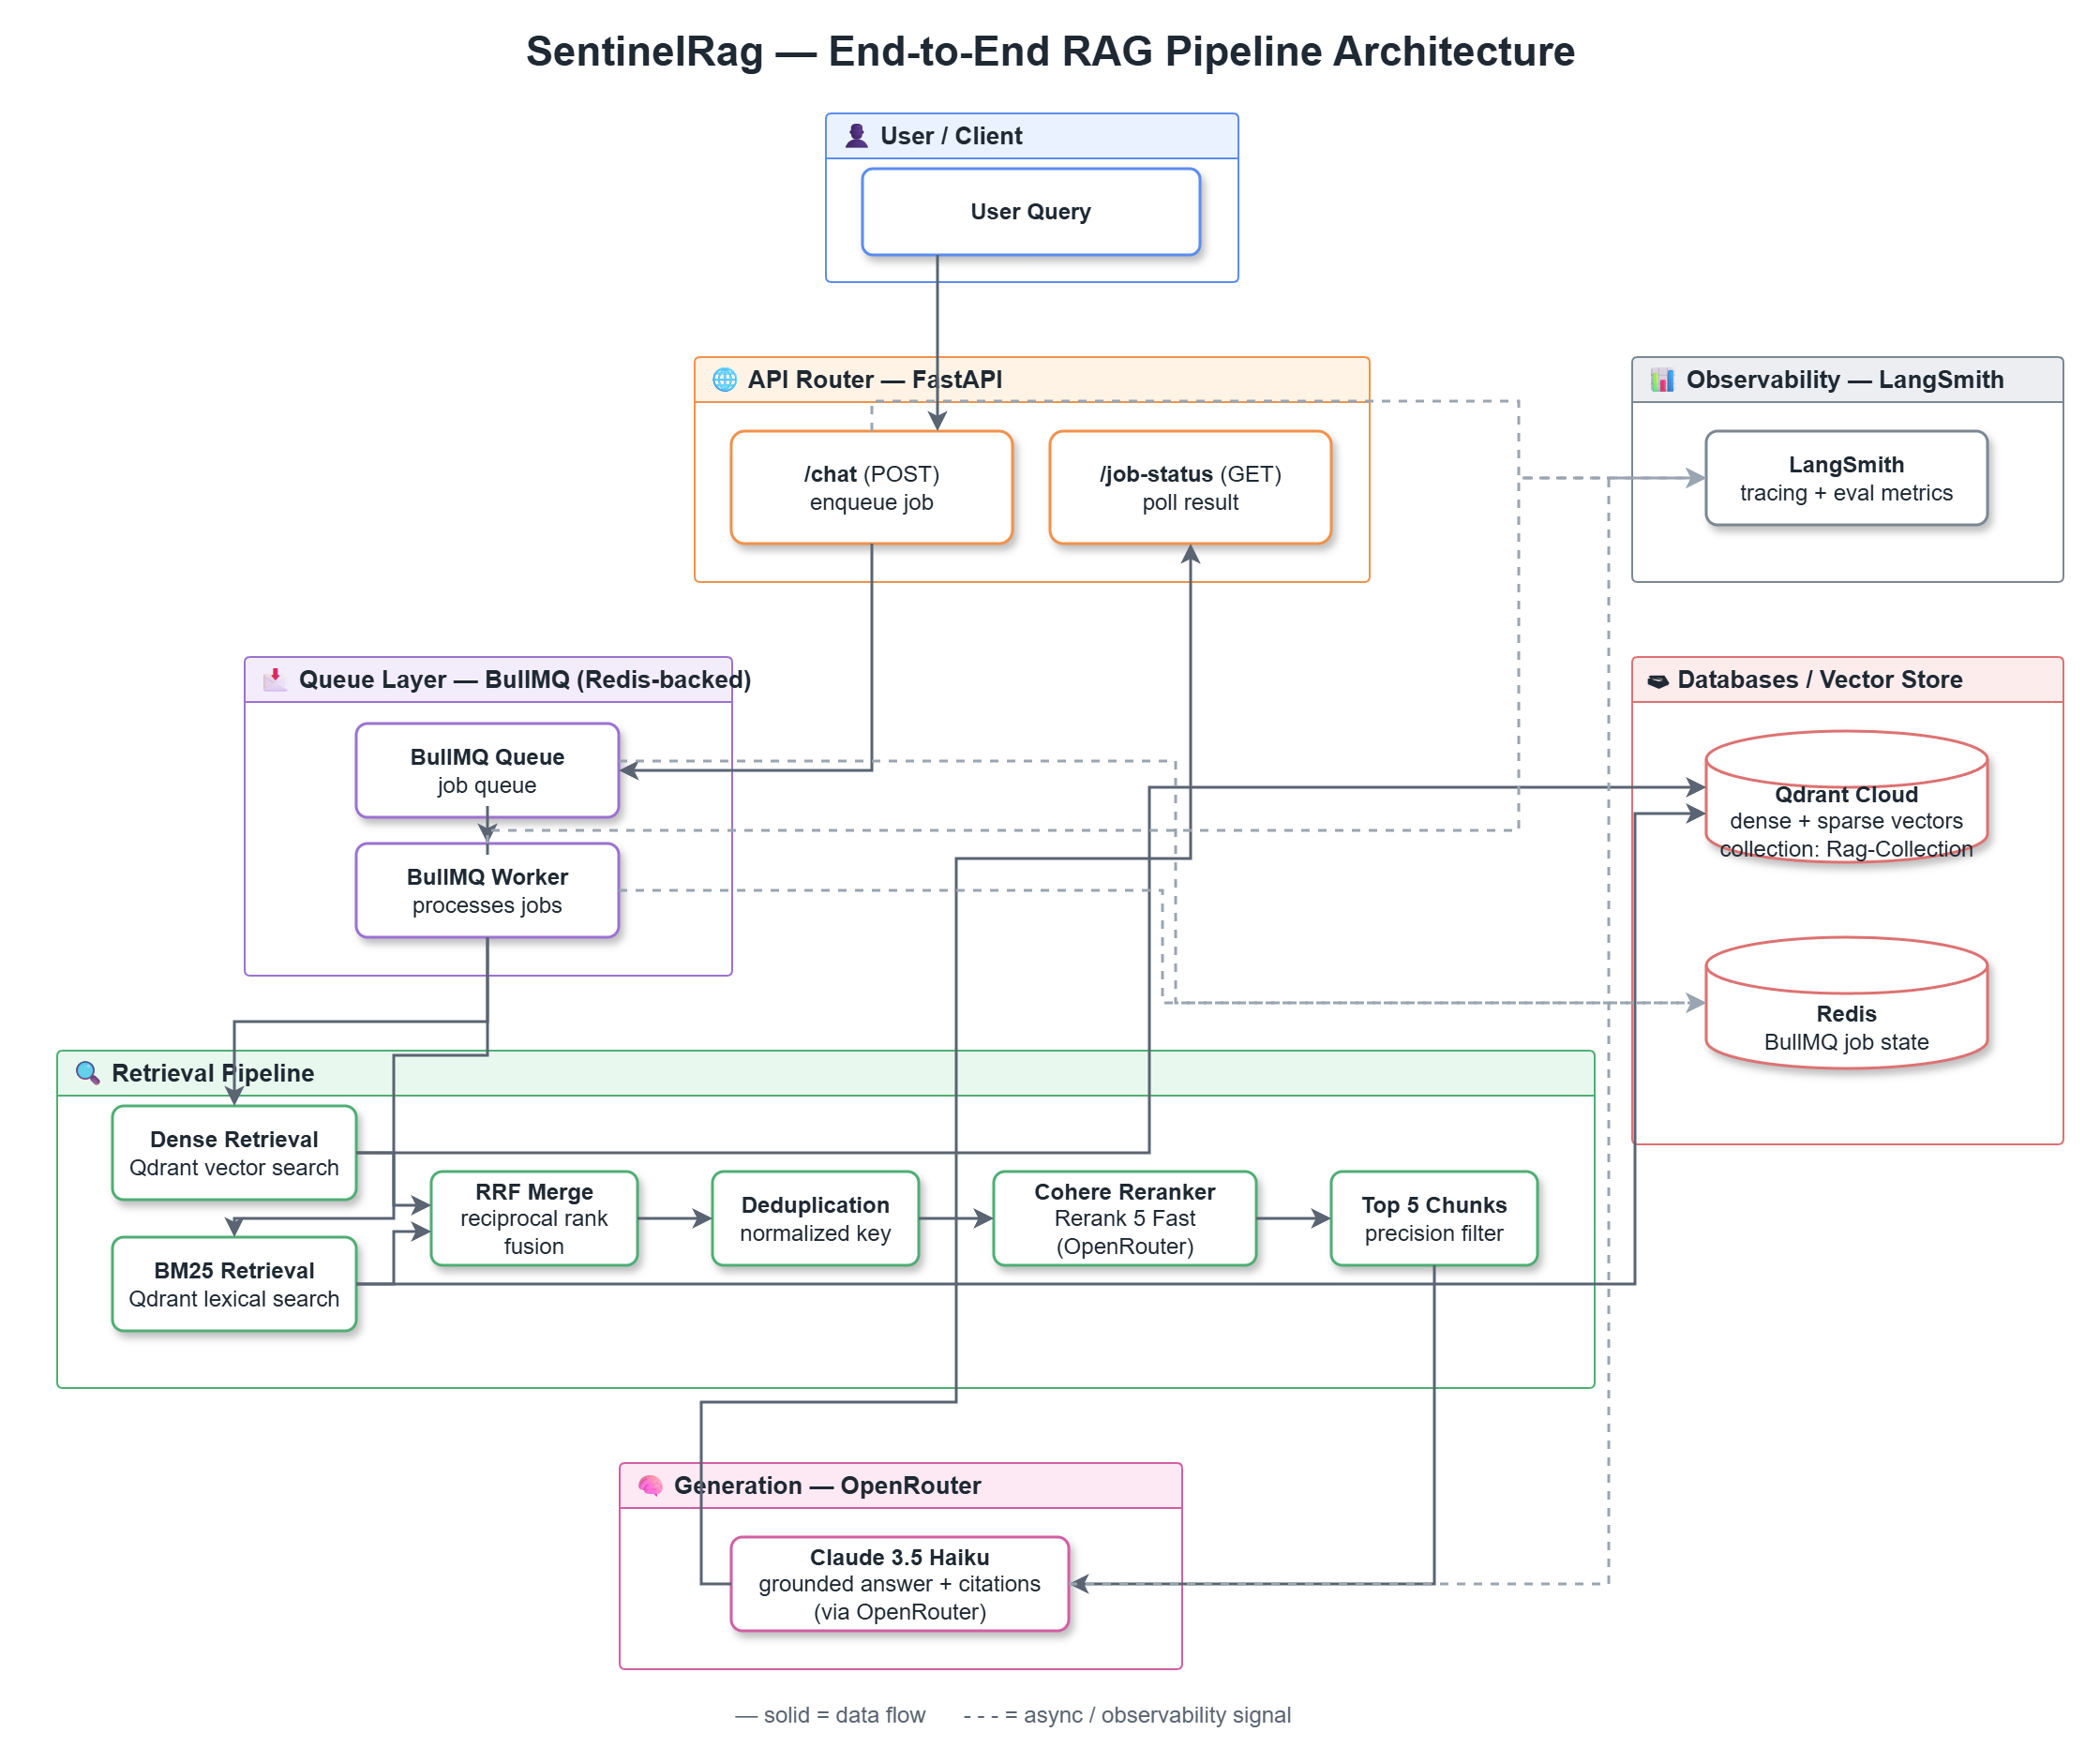 SentinelRag — End-to-End RAG Pipeline Architecture
User / Client
User Query
API Router — FastAPI
/chat (POST)
enqueue job
/job-status (GET)
poll result
Observability — LangSmith
LangSmith
tracing + eval metrics
Queue Layer — BullMQ (Redis-backed)
BullMQ Queue
job queue
BullMQ Worker
processes jobs
Databases / Vector Store
Qdrant Cloud
dense + sparse vectors
collection: Rag-Collection
Redis
BullMQ job state
Retrieval Pipeline
Dense Retrieval
Qdrant vector search
BM25 Retrieval
Qdrant lexical search
RRF Merge
reciprocal rank
fusion
Deduplication
normalized key
Cohere Reranker
Rerank 5 Fast
(OpenRouter)
Top 5 Chunks
precision filter
Generation — OpenRouter
Claude 3.5 Haiku
grounded answer + citations
(via OpenRouter)
— solid = data flow - - - = async / observability signal